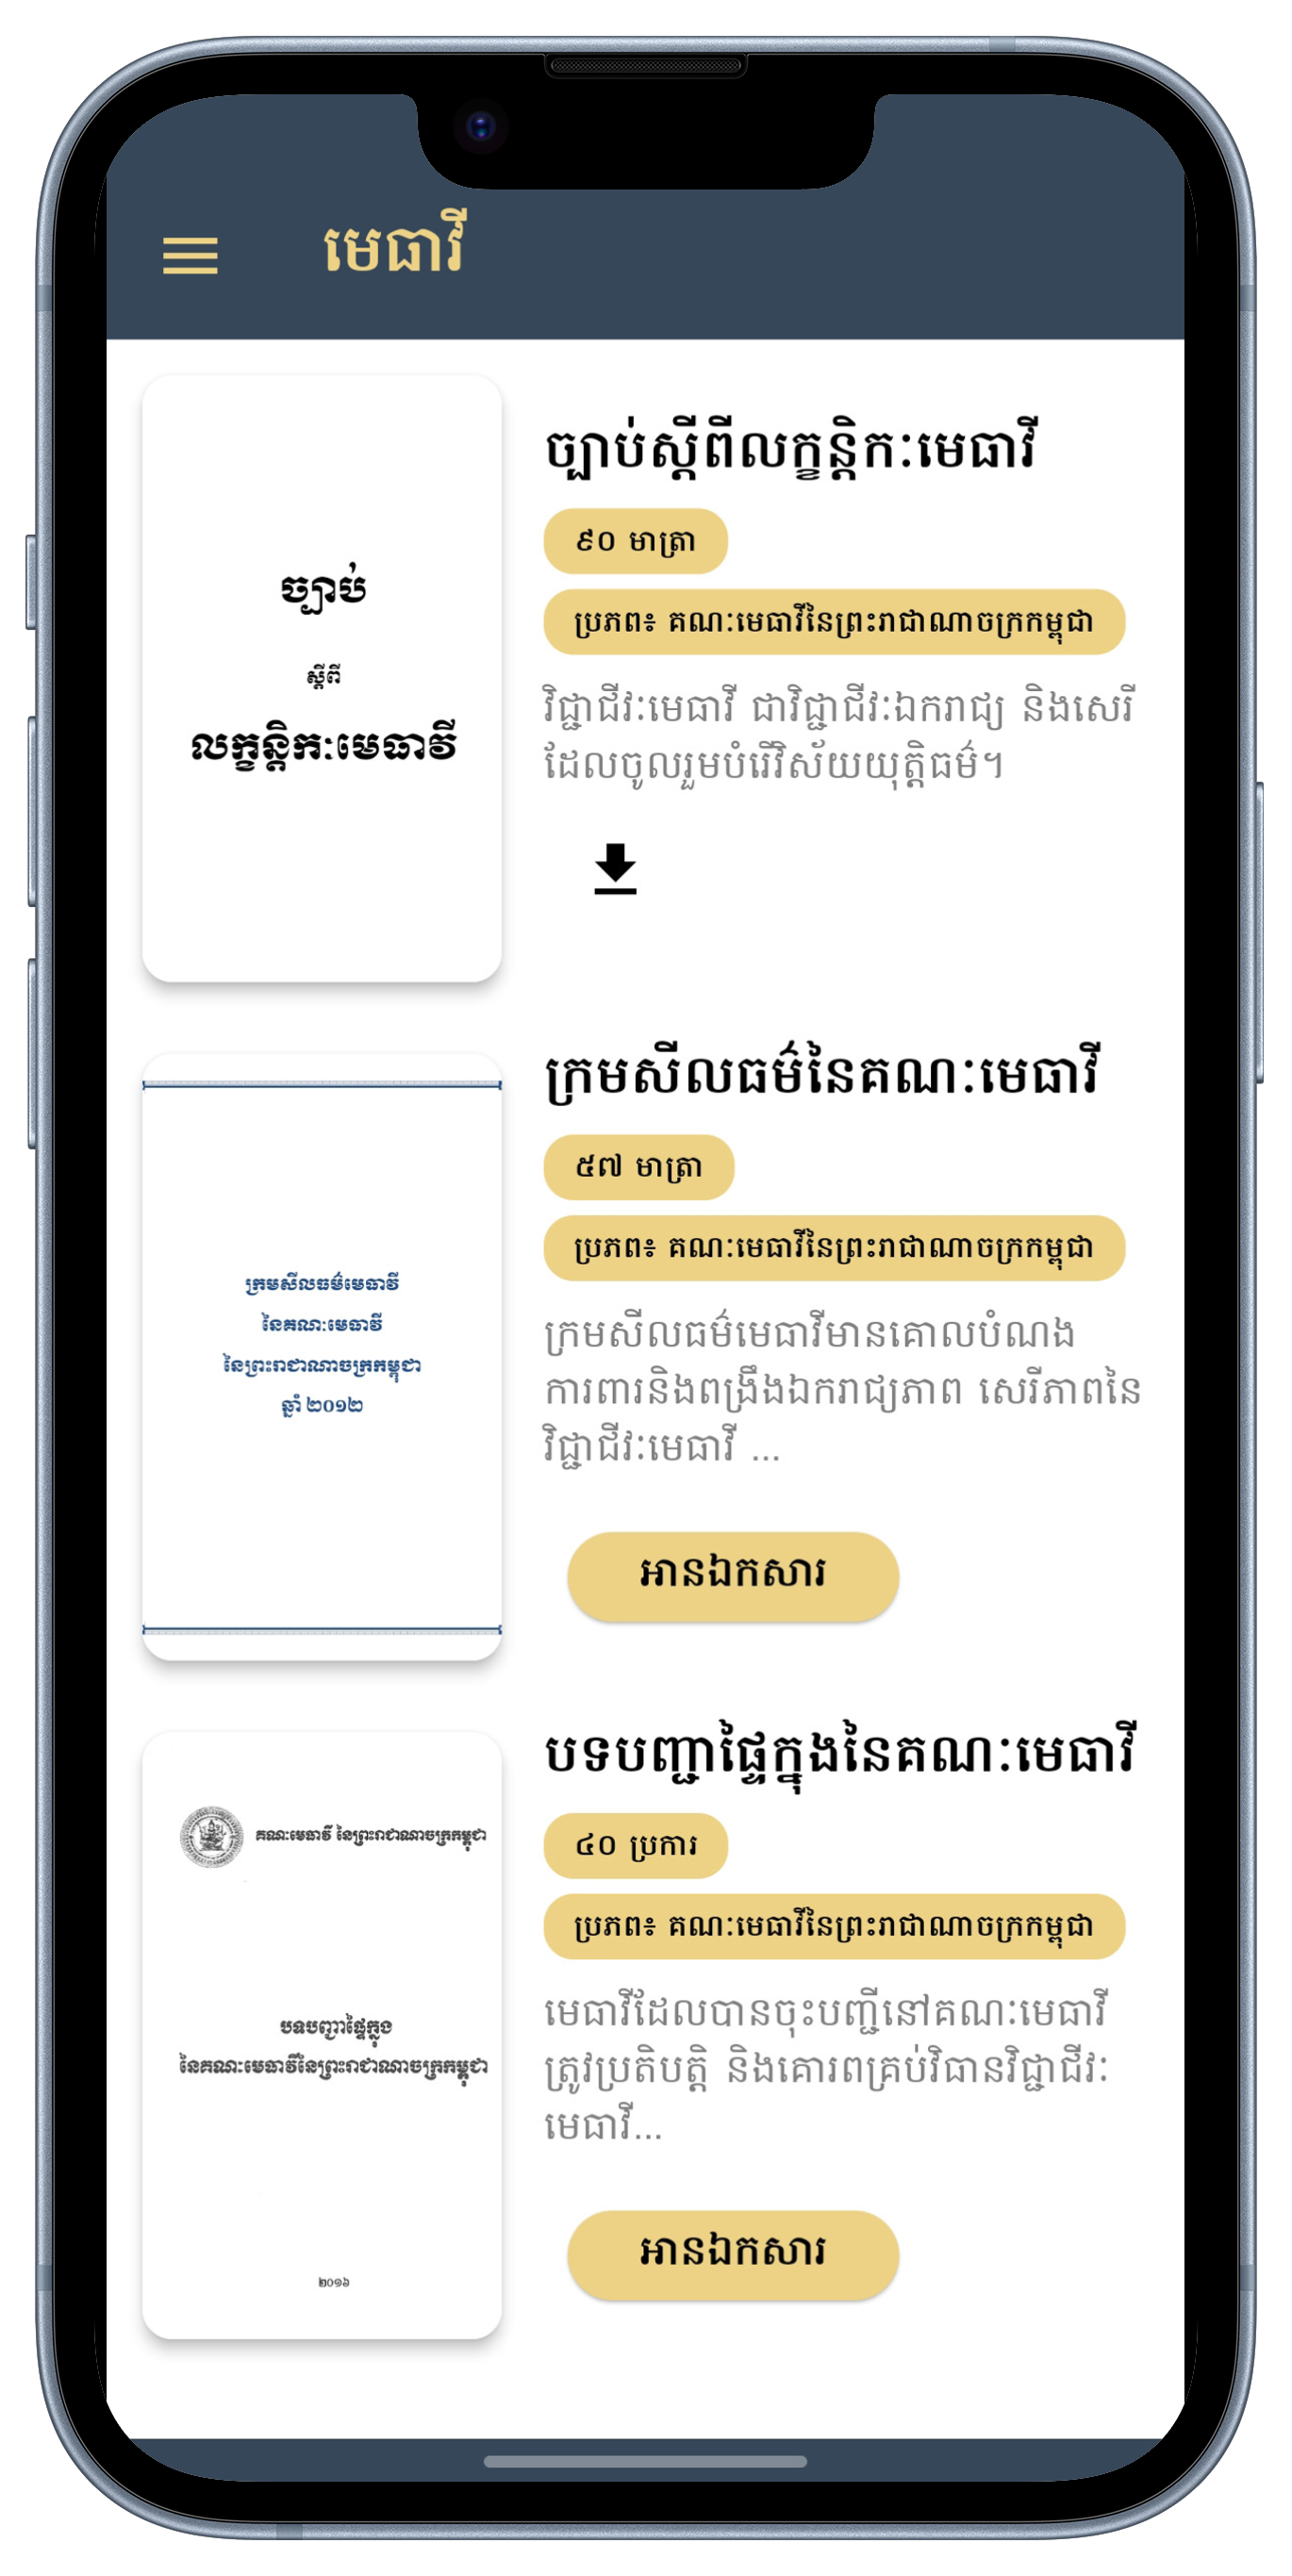 មេធាវី
ច្បាប់
ស្តីពី
លក្ខន្តិកៈមេធាវី
ច្បាប់ស្តីពីលក្ខន្តិកៈមេធាវី
៩០ មាត្រា
ប្រភព៖ គណៈមេធាវីនៃព្រះរាជាណាចក្រកម្ពុជា
វិជ្ជាជីវៈមេធាវី ជាវិជ្ជាជីវៈឯករាជ្យ និងសេរី
ដែលចូលរួមបំរើវិស័យយុត្តិធម៌។
ក្រមសីលធម៌មេធាវី
នៃគណៈមេធាវី
នៃព្រះរាជាណាចក្រកម្ពុជា
ឆ្នាំ ២០១២
ក្រមសីលធម៌នៃគណៈមេធាវី
៥៧ មាត្រា
ប្រភព៖ គណៈមេធាវីនៃព្រះរាជាណាចក្រកម្ពុជា
ក្រមសីលធម៌មេធាវីមានគោលបំណង
ការពារនិងពង្រឹងឯករាជ្យភាព សេរីភាពនៃ
វិជ្ជាជីវៈមេធាវី ...
អានឯកសារ
គណៈមេធាវី នៃព្រះរាជាណាចក្រកម្ពុជា
បទបញ្ជាផ្ទៃក្នុង
នៃគណៈមេធាវីនៃព្រះរាជាណាចក្រកម្ពុជា
២០១៦
បទបញ្ជាផ្ទៃក្នុងនៃគណៈមេធាវី
៤០ ប្រការ
ប្រភព៖ គណៈមេធាវីនៃព្រះរាជាណាចក្រកម្ពុជា
មេធាវីដែលបានចុះបញ្ជីនៅគណៈមេធាវី
ត្រូវប្រតិបត្តិ និងគោរពគ្រប់វិធានវិជ្ជាជីវៈ
មេធាវី...
អានឯកសារ